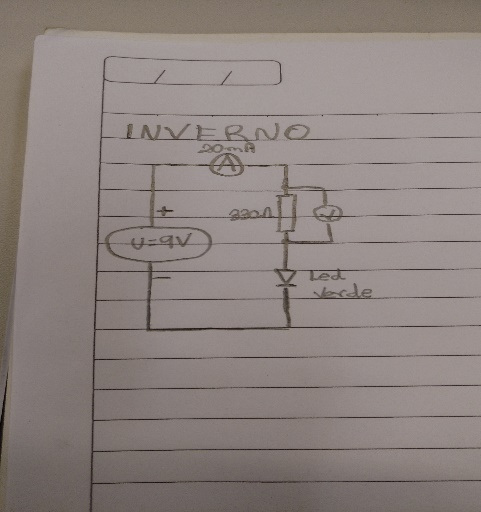 INVERNO
20mA
A
330Ω
V
+
U=9V
-
Led
Verde